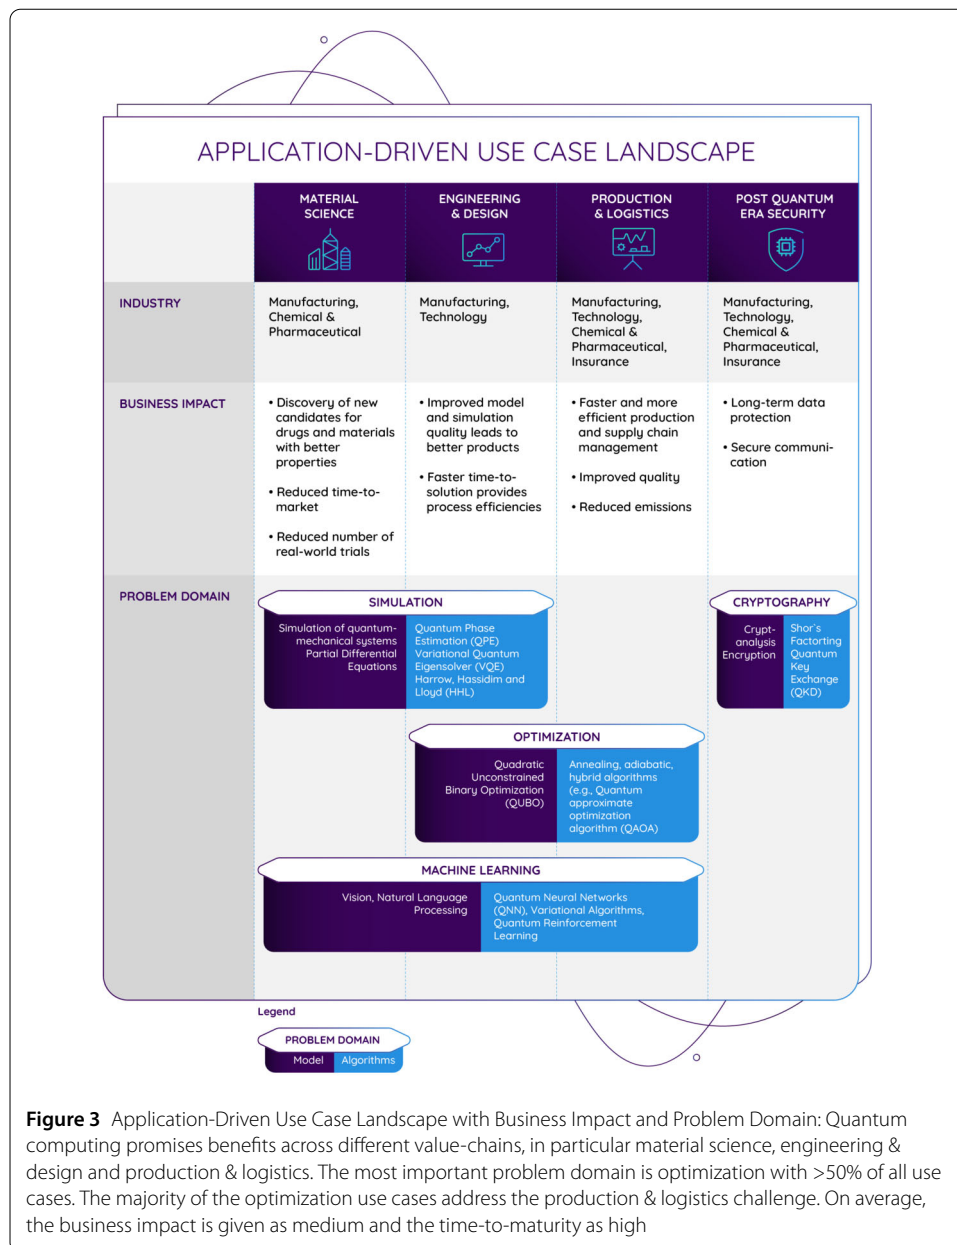 APPLICATION-DRIVEN USE CASE LANDSCAPE
MATERIAL
SCIENCE
ENGINEERING
& DESIGN
PRODUCTION
& LOGISTICS
POST QUANTUM
ERA SECURITY
INDUSTRY
Manufacturing,
Chemical &
Pharmaceutical
Manufacturing,
Technology
Manufacturing,
Technology,
Chemical &
Pharmaceutical,
Insurance
Manufacturing,
Technology,
Chemical &
Pharmaceutical,
Insurance
BUSINESS IMPACT
• Discovery of new
candidates for
drugs and materials
with better
properties
• Reduced time-to-
market
• Reduced number of
real-world trials
• Improved model
and simulation
quality leads to
better products
• Faster time-to-
solution provides
process efficiencies
• Faster and more
efficient production
and supply chain
management
• Improved quality
• Reduced emissions
• Long-term data
protection
• Secure communi-
cation
PROBLEM DOMAIN
SIMULATION
Simulation of quantum-
mechanical systems
Partial Differential
Equations
Quantum Phase
Estimation (QPE)
Variational Quantum
Eigensolver (VQE)
Harrow, Hassidim and
Lloyd (HHL)
CRYPTOGRAPHY
Crypt-
analysis
Encryption
Shor`s
Factorting
Quantum
Key
Exchange
(QKD)
OPTIMIZATION
Quadratic
Unconstrained
Binary Optimization
(QUBO)
Annealing, adiabatic,
hybrid algorithms
(e.g., Quantum
approximate
optimization
algorithm (QAOA)
MACHINE LEARNING
Vision, Natural Language
Processing
Quantum Neural Networks
(QNN), Variational Algorithms,
Quantum Reinforcement
Learning
Legend
PROBLEM DOMAIN
Model
Algorithms
Figure 3 Application-Driven Use Case Landscape with Business Impact and Problem Domain: Quantum
computing promises benefits across different value-chains, in particular material science, engineering &
design and production & logistics. The most important problem domain is optimization with >50% of all use
cases. The majority of the optimization use cases address the production & logistics challenge. On average,
the business impact is given as medium and the time-to-maturity as high